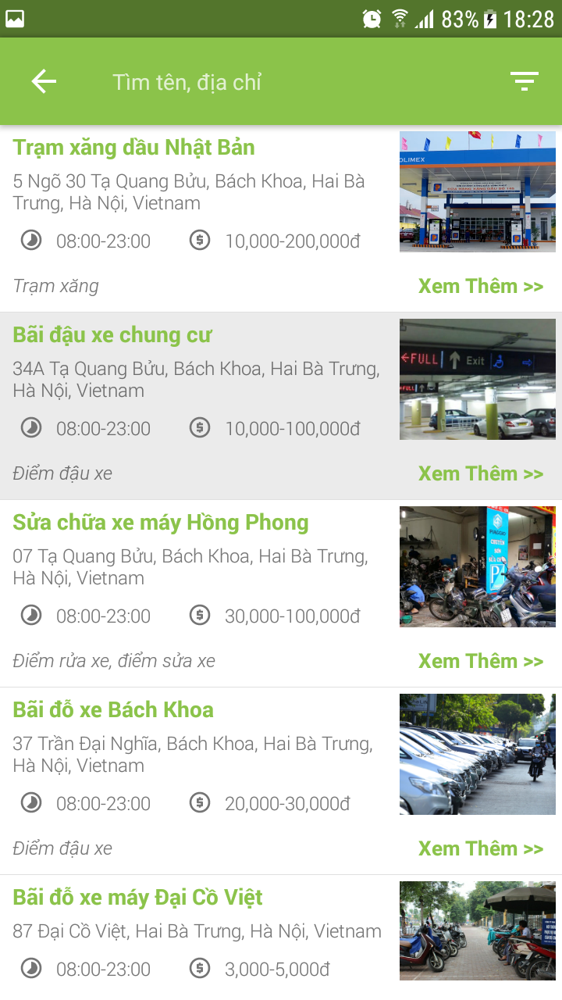 83% 18:28
Tìm tên, địa chỉ
Trạm xăng dầu Nhật Bản
5 Ngõ 30 Tạ Quang Bửu, Bách Khoa, Hai Bà
Trưng, Hà Nội, Vietnam
08:00-23:00 10,000-200,000đ
Trạm xăng Xem Thêm >>
OLIMEX
Bãi đậu xe chung cư
34A Tạ Quang Bửu, Bách Khoa, Hai Bà Trưng,
Hà Nội, Vietnam
08:00-23:00 10,000-100,000đ
Điểm đậu xe Xem Thêm >>
FULL Exit
FULL
Sửa chữa xe máy Hồng Phong
07 Tạ Quang Bửu, Bách Khoa, Hai Bà Trưng,
Hà Nội, Vietnam
08:00-23:00 30,000-100,000đ
Điểm rửa xe, điểm sửa xe Xem Thêm >>
PIAGGIO
CHUYÊN
SƠN
Bãi đỗ xe Bách Khoa
37 Trần Đại Nghĩa, Bách Khoa, Hai Bà Trưng,
Hà Nội, Vietnam
08:00-23:00 20,000-30,000đ
Điểm đậu xe Xem Thêm >>
Bãi đỗ xe máy Đại Cồ Việt
87 Đại Cồ Việt, Hai Bà Trưng, Hà Nội, Vietnam
08:00-23:00 3,000-5,000đ